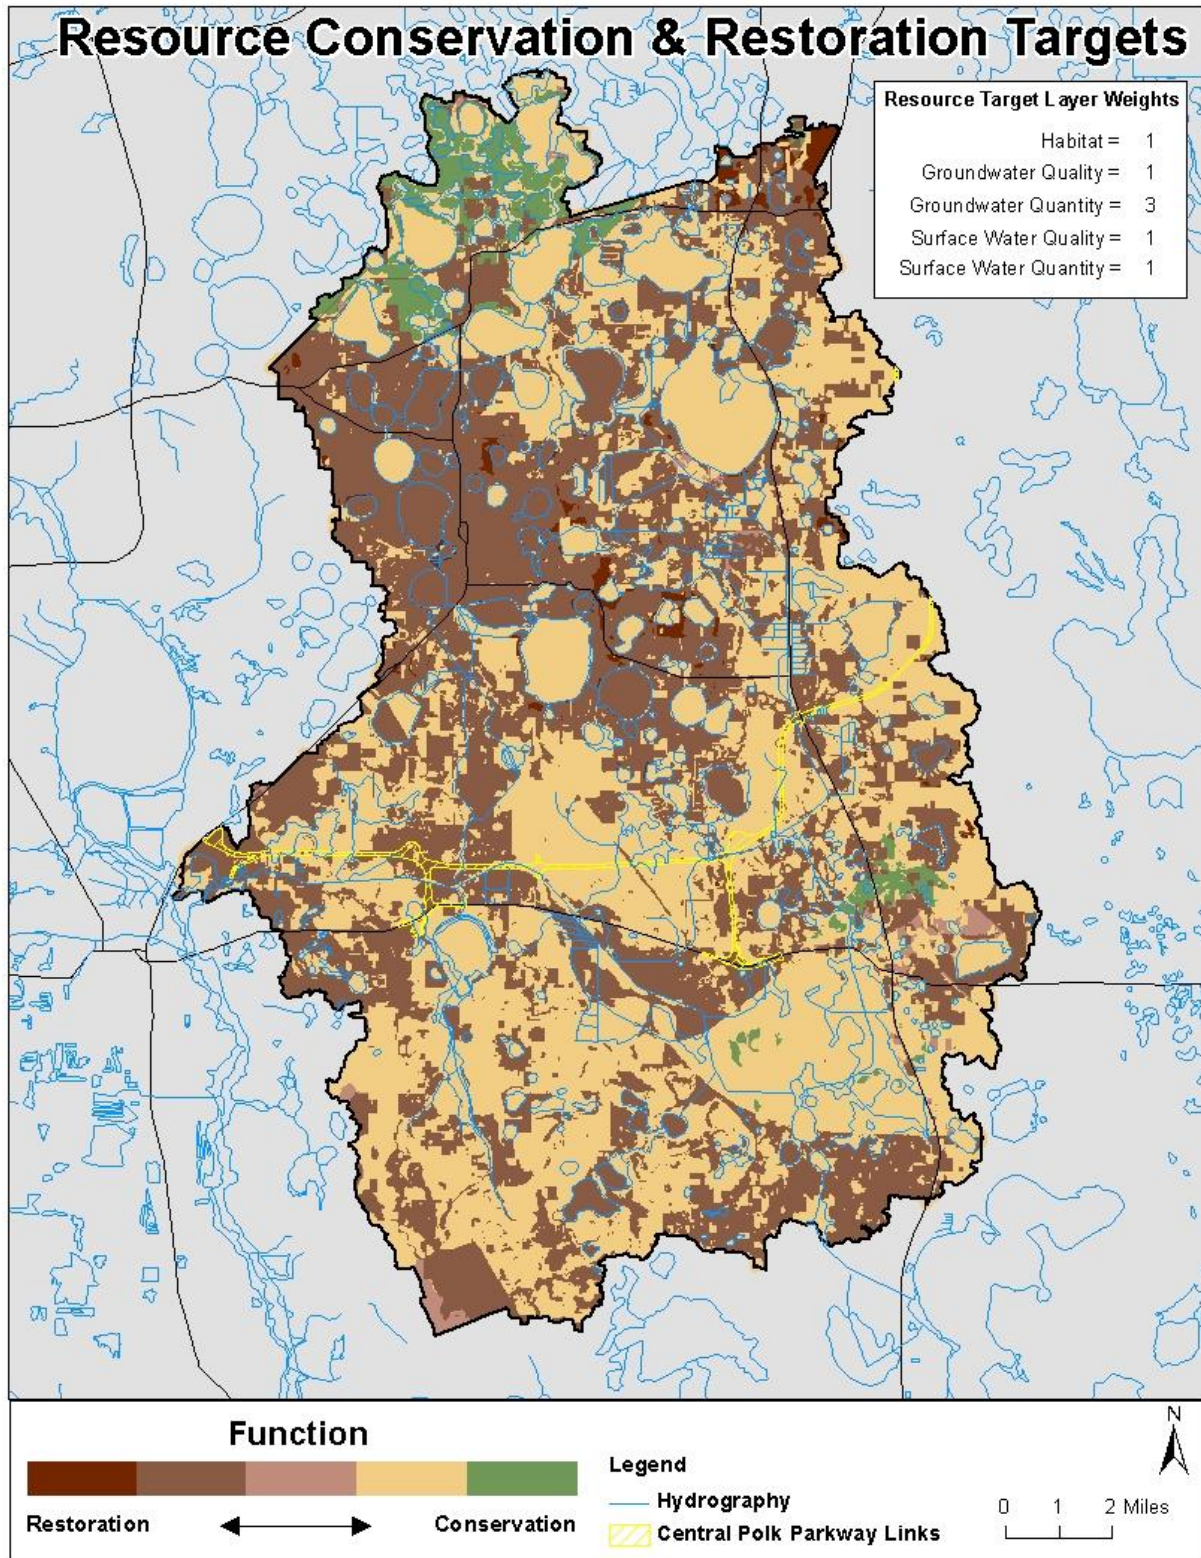 Resource Conservation & Restoration Targets
Resource Target Layer Weights
Habitat = 1
Groundwater Quality = 1
Groundwater Quantity = 3
Surface Water Quality = 1
Surface Water Quantity = 1
Function
Restoration Conservation
Legend
Hydrography
Central Polk Parkway Links
N
0 1 2 Miles